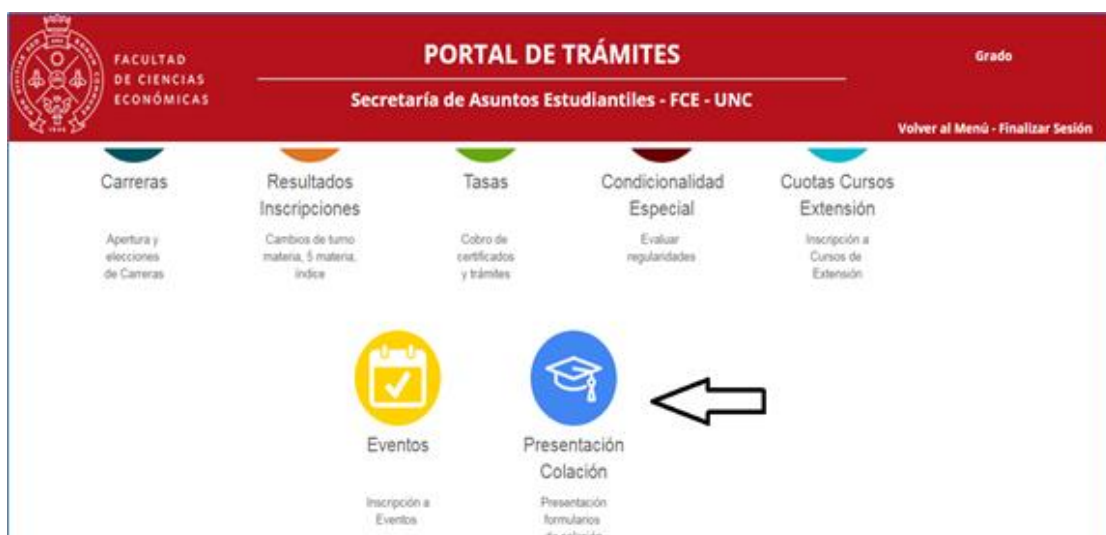 FACULTAD
DE CIENCIAS
ECONÓMICAS
PORTAL DE TRÁMITES
Secretaría de Asuntos Estudiantiles - FCE - UNC
Grado
Volver al Menú - Finalizar Sesión
Carreras
Apertura y
elecciones
de Carreras
Resultados
Inscripciones
Cambios de turno
materia, 5 materia,
índice
Tasas
Cobro de
certificados
y trámites
Condicionalidad
Especial
Evaluar
regularidades
Cuotas Cursos
Extensión
Inscripción a
Cursos de
Extensión
Eventos
Inscripción a
Eventos
Presentación
Colación
Presentación
formularios
de colación